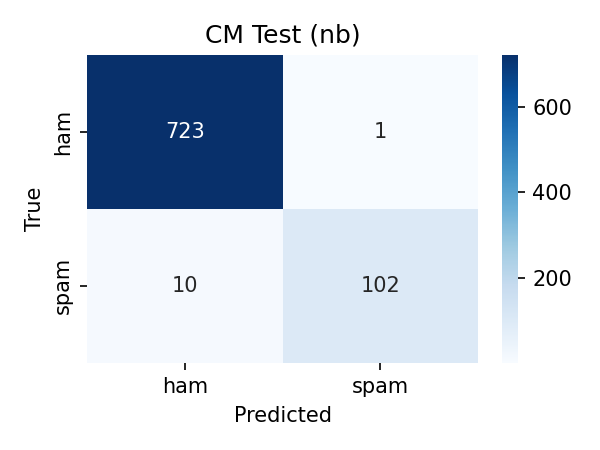 CM Test (nb)
True
ham
723
1
spam
10
102
ham
spam
Predicted
600
400
200